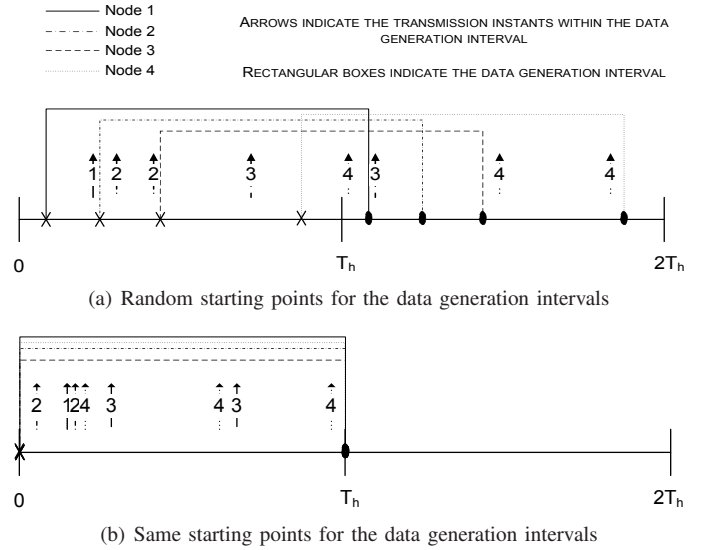 Node 1
Node 2
Node 3
Node 4
ARROWS INDICATE THE TRANSMISSION INSTANTS WITHIN THE DATA
GENERATION INTERVAL
RECTANGULAR BOXES INDICATE THE DATA GENERATION INTERVAL
1 2 2 3 4 3 4 4
0 Th 2Th
(a) Random starting points for the data generation intervals
2 1 2 4 3 4 3 4
0 Th 2Th
(b) Same starting points for the data generation intervals